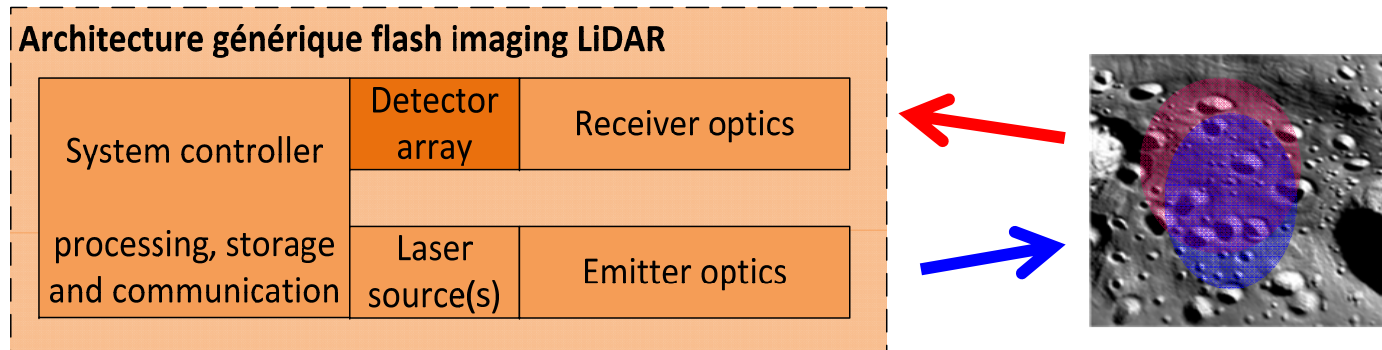 Architecture générique flash imaging LiDAR
System controller
processing, storage
and communication
Detector
array
Receiver optics
Laser
source(s)
Emitter optics